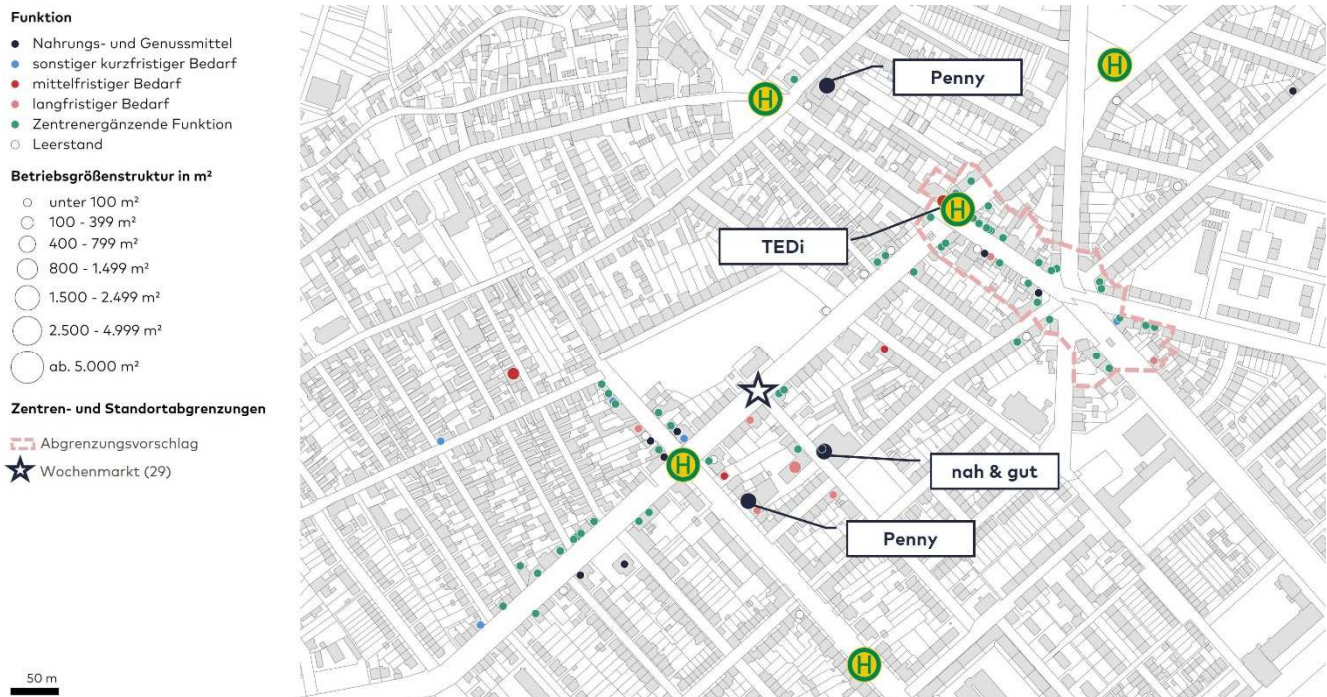 Funktion
Nahrungs- und Genussmittel
sonstiger kurzfristiger Bedarf
mittelfristiger Bedarf
langfristiger Bedarf
Zentrenergänzende Funktion
Leerstand
Betriebsgrößenstruktur in m²
unter 100 m²
100 - 399 m²
400 - 799 m²
800 - 1.499 m²
1.500 - 2.499 m²
2.500 - 4.999 m²
ab. 5.000 m²
Zentren- und Standortabgrenzungen
Abgrenzungsvorschlag
Wochenmarkt (29)
50 m
Penny
H
H
H
TEDi
H
nah & gut
Penny
H